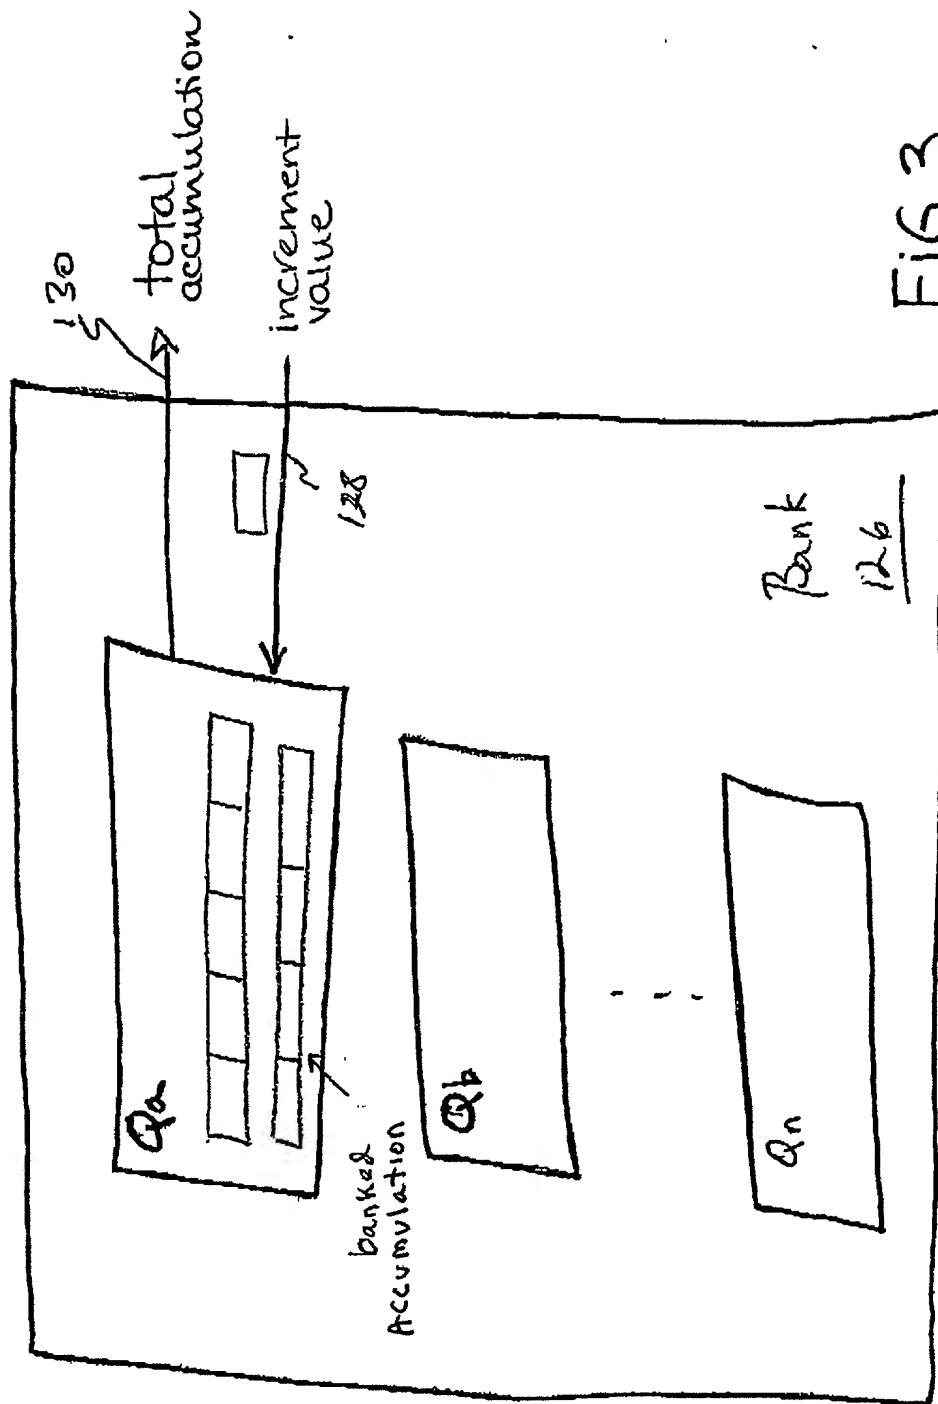 130
total
accumulation
increment
value
128
Qa
banked
Accumulation
Qb
Qn
Bank
126
FIG 3